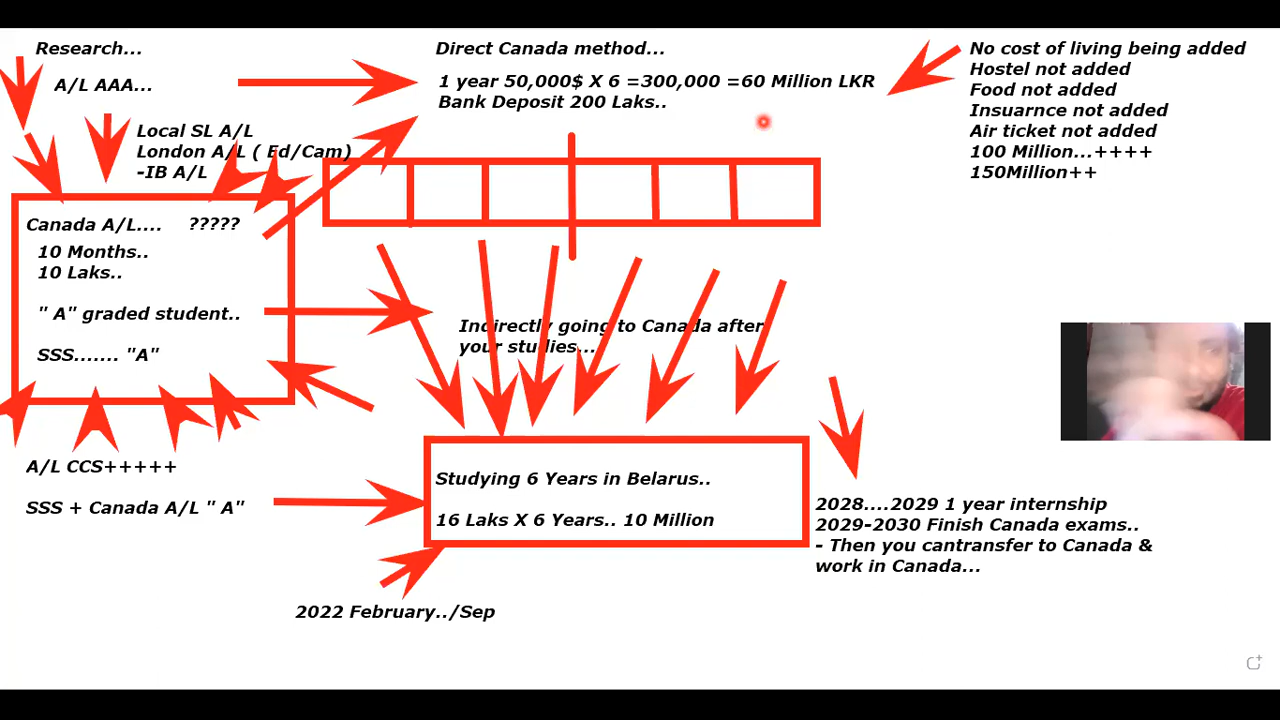 Research...
A/L AAA...
Local SL A/L
London A/L ( Ed/Cam)
-IB A/L
Direct Canada method...
1 year 50,000$ X 6 =300,000 =60 Million LKR
Bank Deposit 200 Laks..
No cost of living being added
Hostel not added
Food not added
Insuarnce not added
Air ticket not added
100 Million...++++
150Million++
Canada A/L.... ?????
10 Months..
10 Laks..
" A" graded student..
SSS....... "A"
Indirectly going to Canada after
your studies...
A/L CCS+++++
SSS + Canada A/L " A"
Studying 6 Years in Belarus..
16 Laks X 6 Years.. 10 Million
2022 February../Sep
2028....2029 1 year internship
2029-2030 Finish Canada exams..
- Then you cantransfer to Canada &
work in Canada...